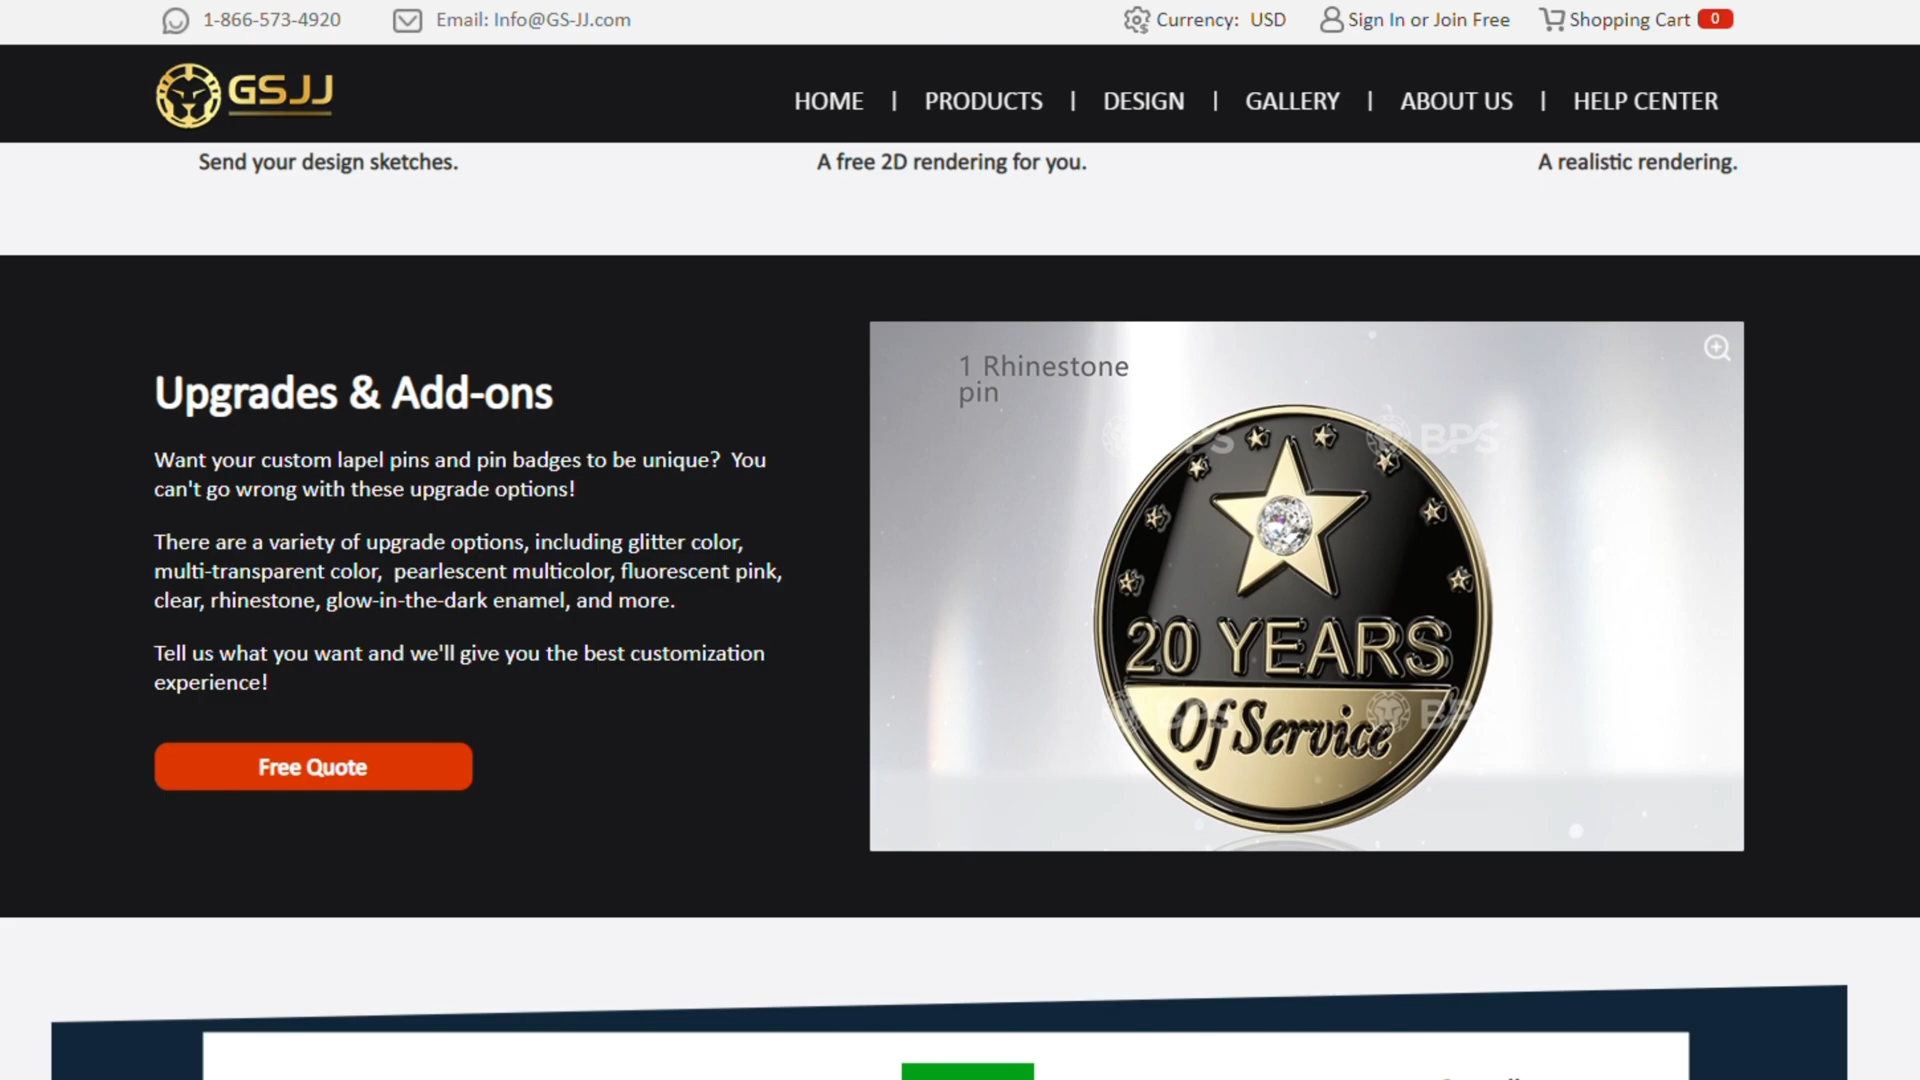 1-866-573-4920
Email: Info@GS-JJ.com
Currency: USD
Sign In or Join Free
Shopping Cart 0
GSJJ
HOME | PRODUCTS | DESIGN | GALLERY | ABOUT US | HELP CENTER
Send your design sketches.
A free 2D rendering for you.
A realistic rendering.
Upgrades & Add-ons
Want your custom lapel pins and pin badges to be unique? You
can't go wrong with these upgrade options!
There are a variety of upgrade options, including glitter color,
multi-transparent color, pearlescent multicolor, fluorescent pink,
clear, rhinestone, glow-in-the-dark enamel, and more.
Tell us what you want and we'll give you the best customization
experience!
Free Quote
1 Rhinestone
pin
BPS
20 YEARS
Of Service